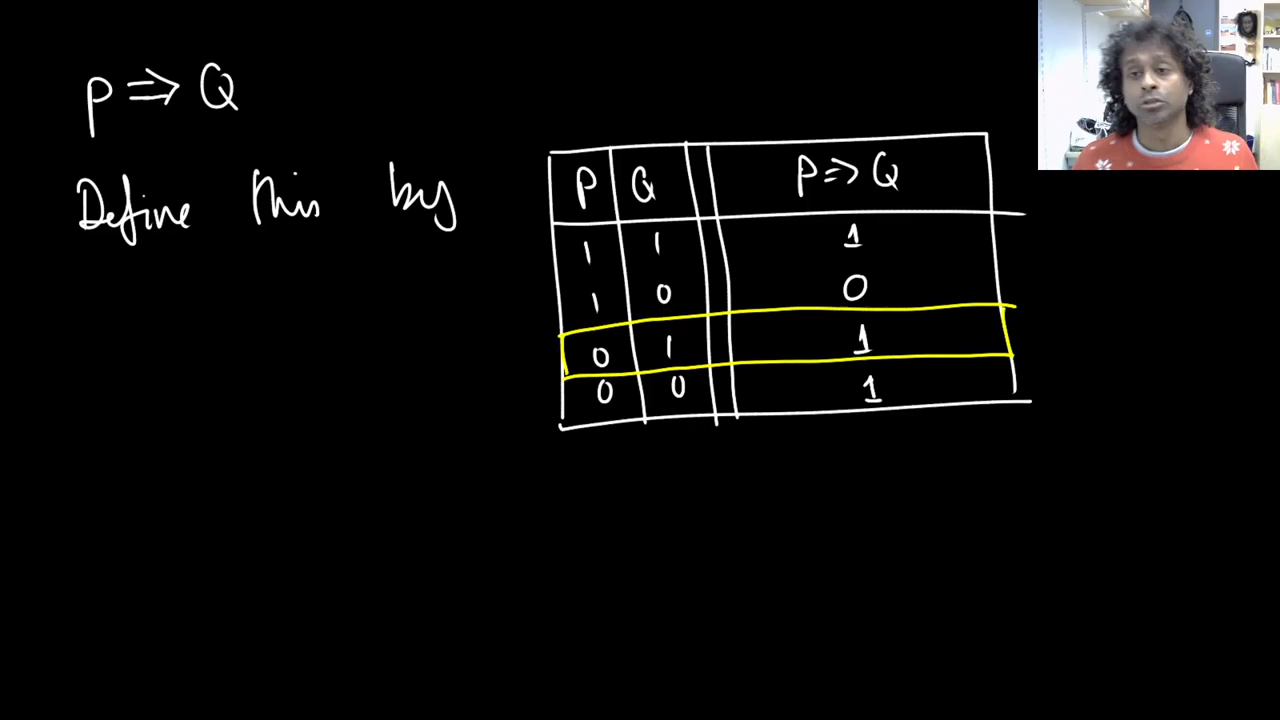 P ⇒ Q
Define this by
P Q P ⇒ Q
1 1 1
1 0 0
0 1 1
0 0 1